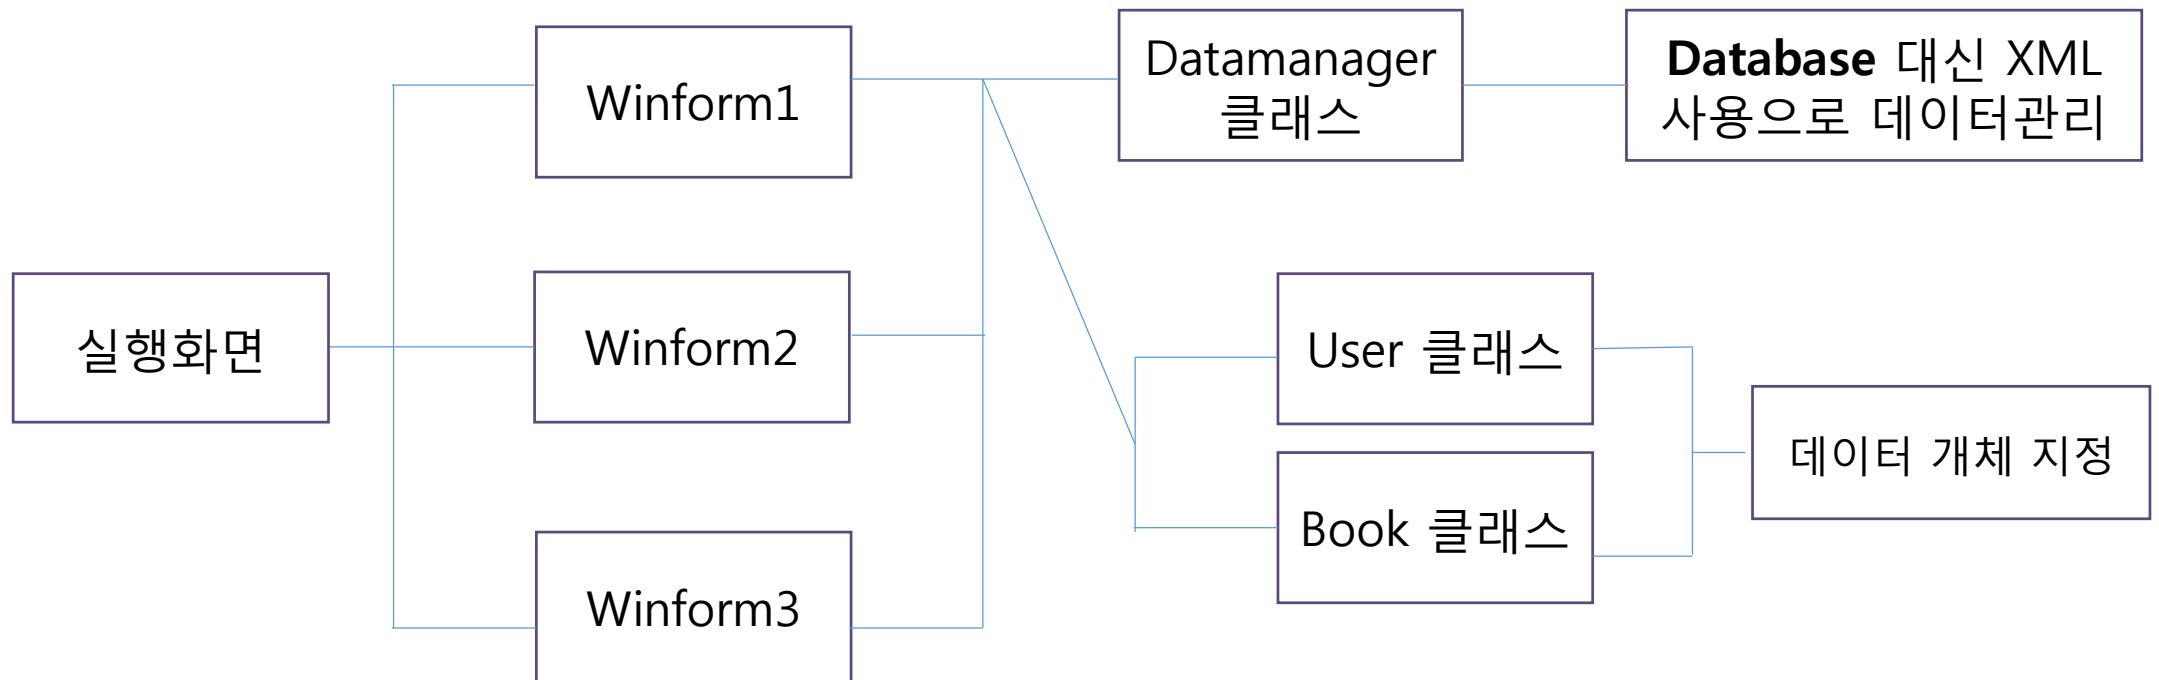 Winform1
Datamanager
클래스
Database 대신 XML
사용으로 데이터관리
실행화면
Winform2
User 클래스
데이터 개체 지정
Book 클래스
Winform3